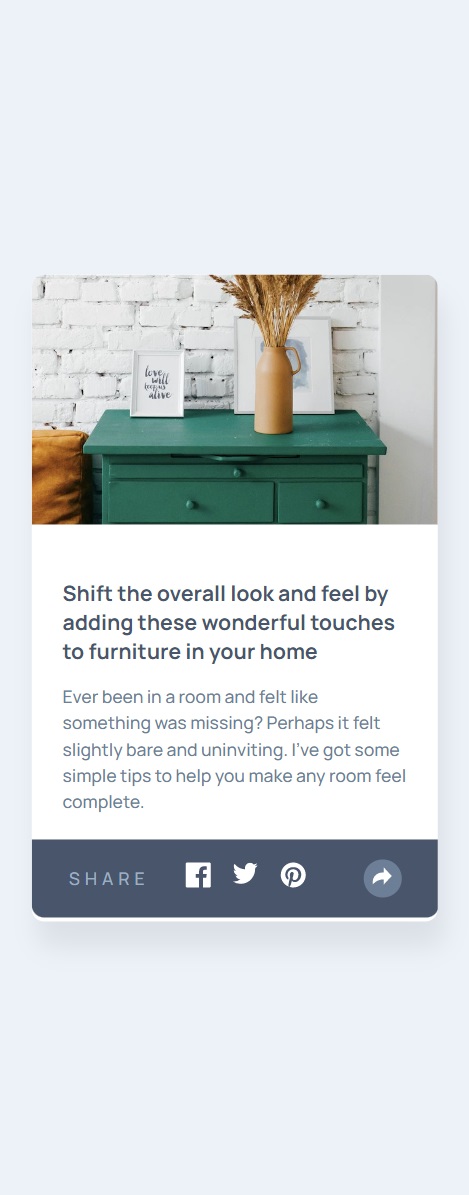 love
will
keep us
alive
Shift the overall look and feel by
adding these wonderful touches
to furniture in your home
Ever been in a room and felt like
something was missing? Perhaps it felt
slightly bare and uninviting. I’ve got some
simple tips to help you make any room feel
complete.
SHARE